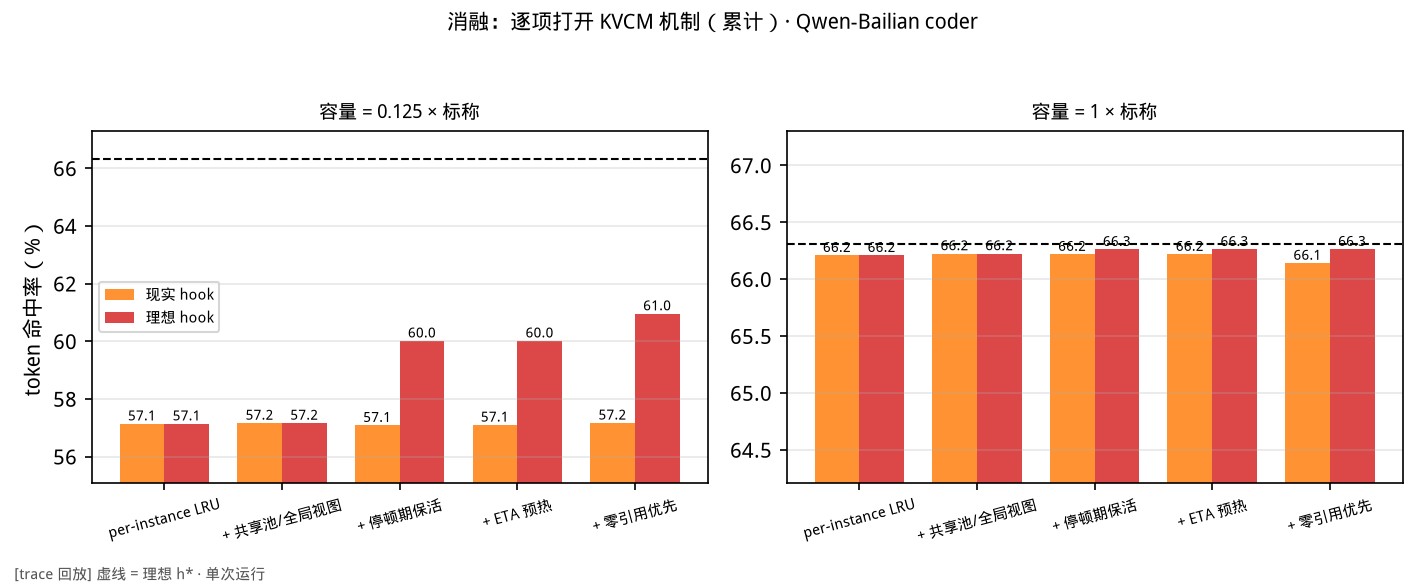 消融：逐项打开 KVCM 机制（累计）· Qwen-Bailian coder
容量 = 0.125 × 标称
token 命中率（%）
66
64
62
60
58
56
现实 hook
理想 hook
57.1
57.1
57.2
57.2
57.1
60.0
57.1
60.0
57.2
61.0
per-instance LRU
+ 共享池/全局视图
+ 停顿期保活
+ ETA 预热
+ 零引用优先
容量 = 1 × 标称
67.0
66.5
66.0
65.5
65.0
64.5
66.2
66.2
66.2
66.2
66.2
66.3
66.2
66.3
66.1
66.3
per-instance LRU
+ 共享池/全局视图
+ 停顿期保活
+ ETA 预热
+ 零引用优先
[trace 回放] 虚线 = 理想 h* · 单次运行